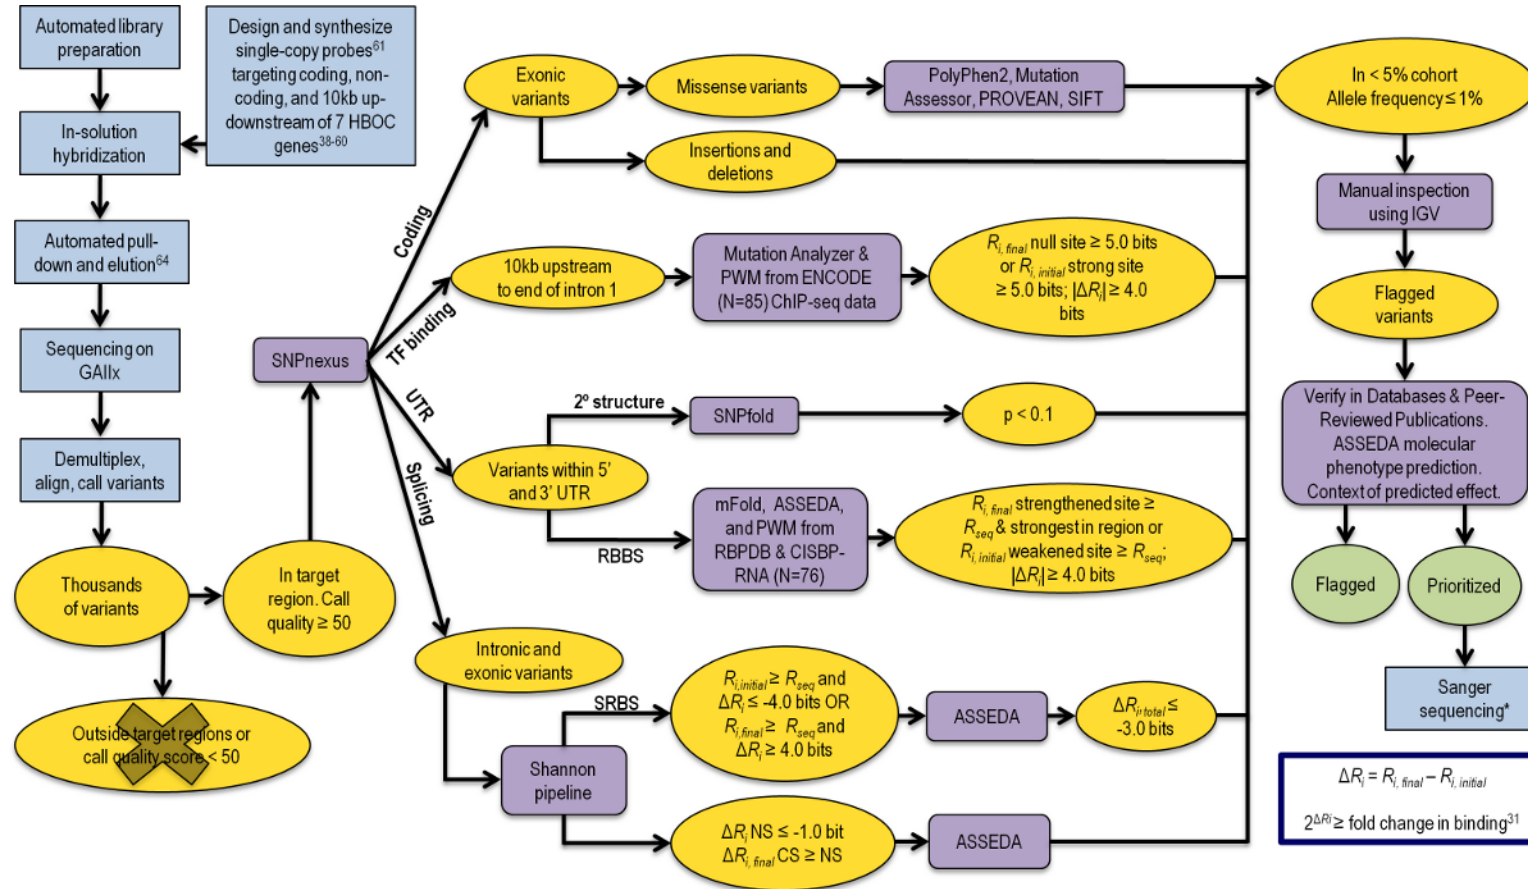 Automated library
preparation
Design and synthesize
single-copy probes61
targeting coding, non-
coding, and 10kb up-
downstream of 7 HBOC
genes38-60
In-solution
hybridization
Automated pull-
down and elution64
Sequencing on
GAIIx
Demultiplex,
align, call variants
Thousands
of variants
In target
region. Call
quality ≥ 50
Outside target regions or
call quality score < 50
SNPnexus
Coding
TF binding
UTR
Splicing
Exonic
variants
Missense variants
PolyPhen2, Mutation
Assessor, PROVEAN, SIFT
Insertions and
deletions
10kb upstream
to end of intron 1
Mutation Analyzer &
PWM from ENCODE
(N=85) ChIP-seq data
Ri, final null site ≥ 5.0 bits
or Ri, initial strong site
≥ 5.0 bits; |ΔRi| ≥ 4.0
bits
2º structure
SNPfold
p < 0.1
Variants within 5’
and 3’ UTR
RBBS
mFold, ASSEDA,
and PWM from
RBPDB & CISBP-
RNA (N=76)
Ri, final strengthened site ≥
Rseq & strongest in region or
Ri, initial weakened site ≥ Rseq;
|ΔRi| ≥ 4.0 bits
Intronic and
exonic variants
Shannon
pipeline
SRBS
Ri,initial ≥ Rseq and
ΔRi ≤ -4.0 bits OR
Ri,final ≥ Rseq and
ΔRi ≥ 4.0 bits
ASSEDA
ΔRi,total ≤
-3.0 bits
ΔRi NS ≤ -1.0 bit
ΔRi, final CS ≥ NS
ASSEDA
In < 5% cohort
Allele frequency ≤ 1%
Manual inspection
using IGV
Flagged
variants
Verify in Databases & Peer-
Reviewed Publications.
ASSEDA molecular
phenotype prediction.
Context of predicted effect.
Flagged
Prioritized
Sanger
sequencing*
ΔRi = Ri, final – Ri, initial
2ΔRi ≥ fold change in binding31